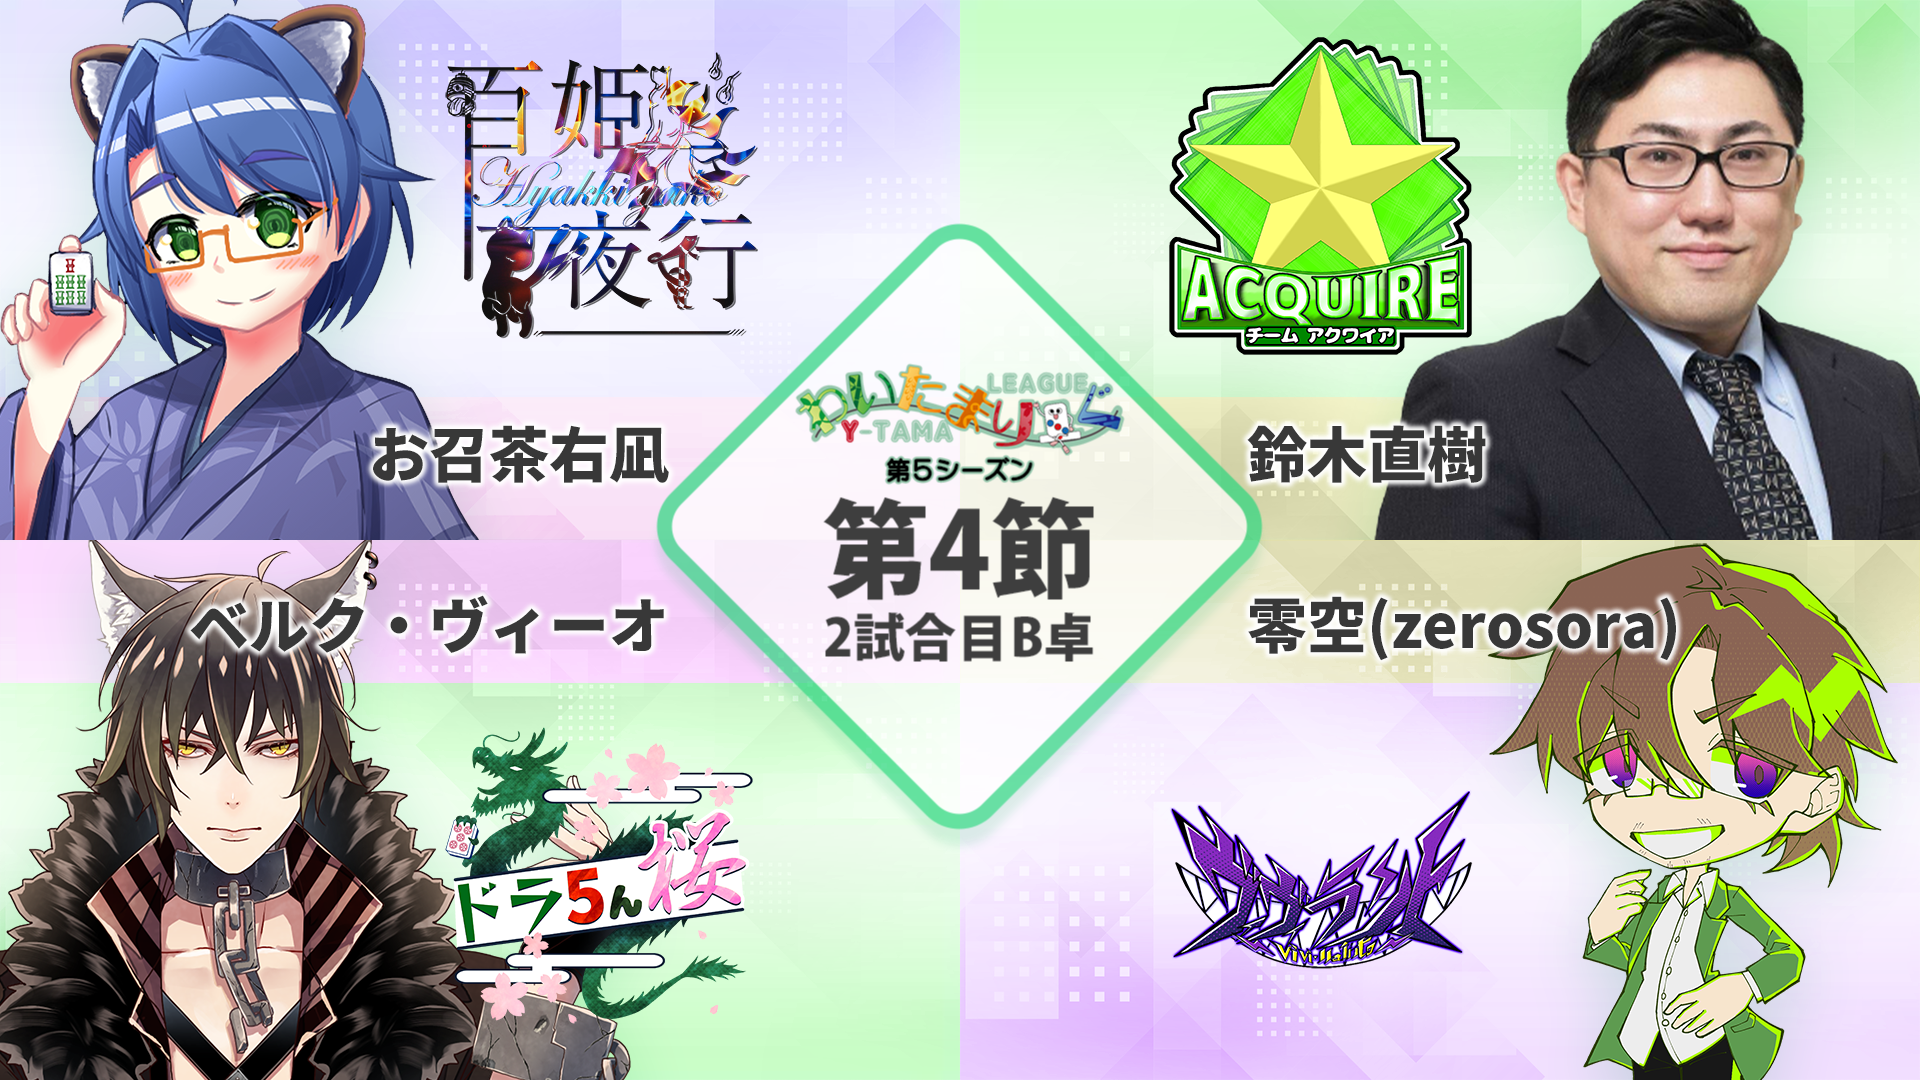 百姫
Hyakkiyako
夜行
お召茶右凪
ACQUIRE
チーム アクワイア
鈴木直樹
わいたまりーぐ
LEAGUE
Y-TAMA
第5シーズン
第4節
2試合目B卓
ベルク・ヴィーオ
ドラ5ん桜
零空(zerosora)